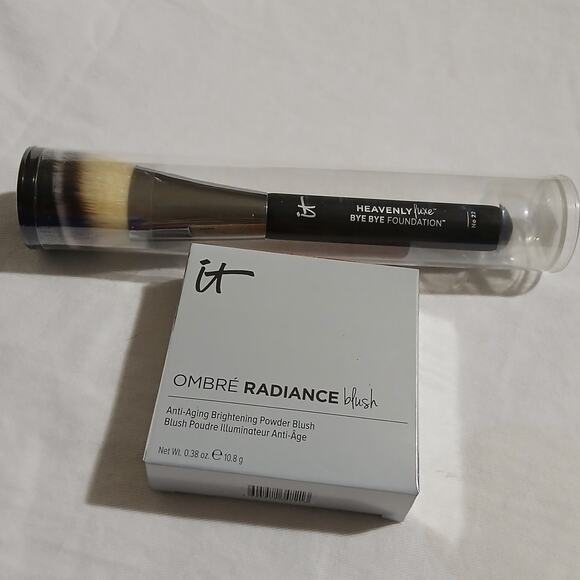 it
HEAVENLY luxe™
BYE BYE FOUNDATION™
No 22
it
OMBRÉ RADIANCE blush
Anti-Aging Brightening Powder Blush
Blush Poudre Illuminateur Anti-Âge
Net Wt. 0.38 oz. ℮ 10.8 g